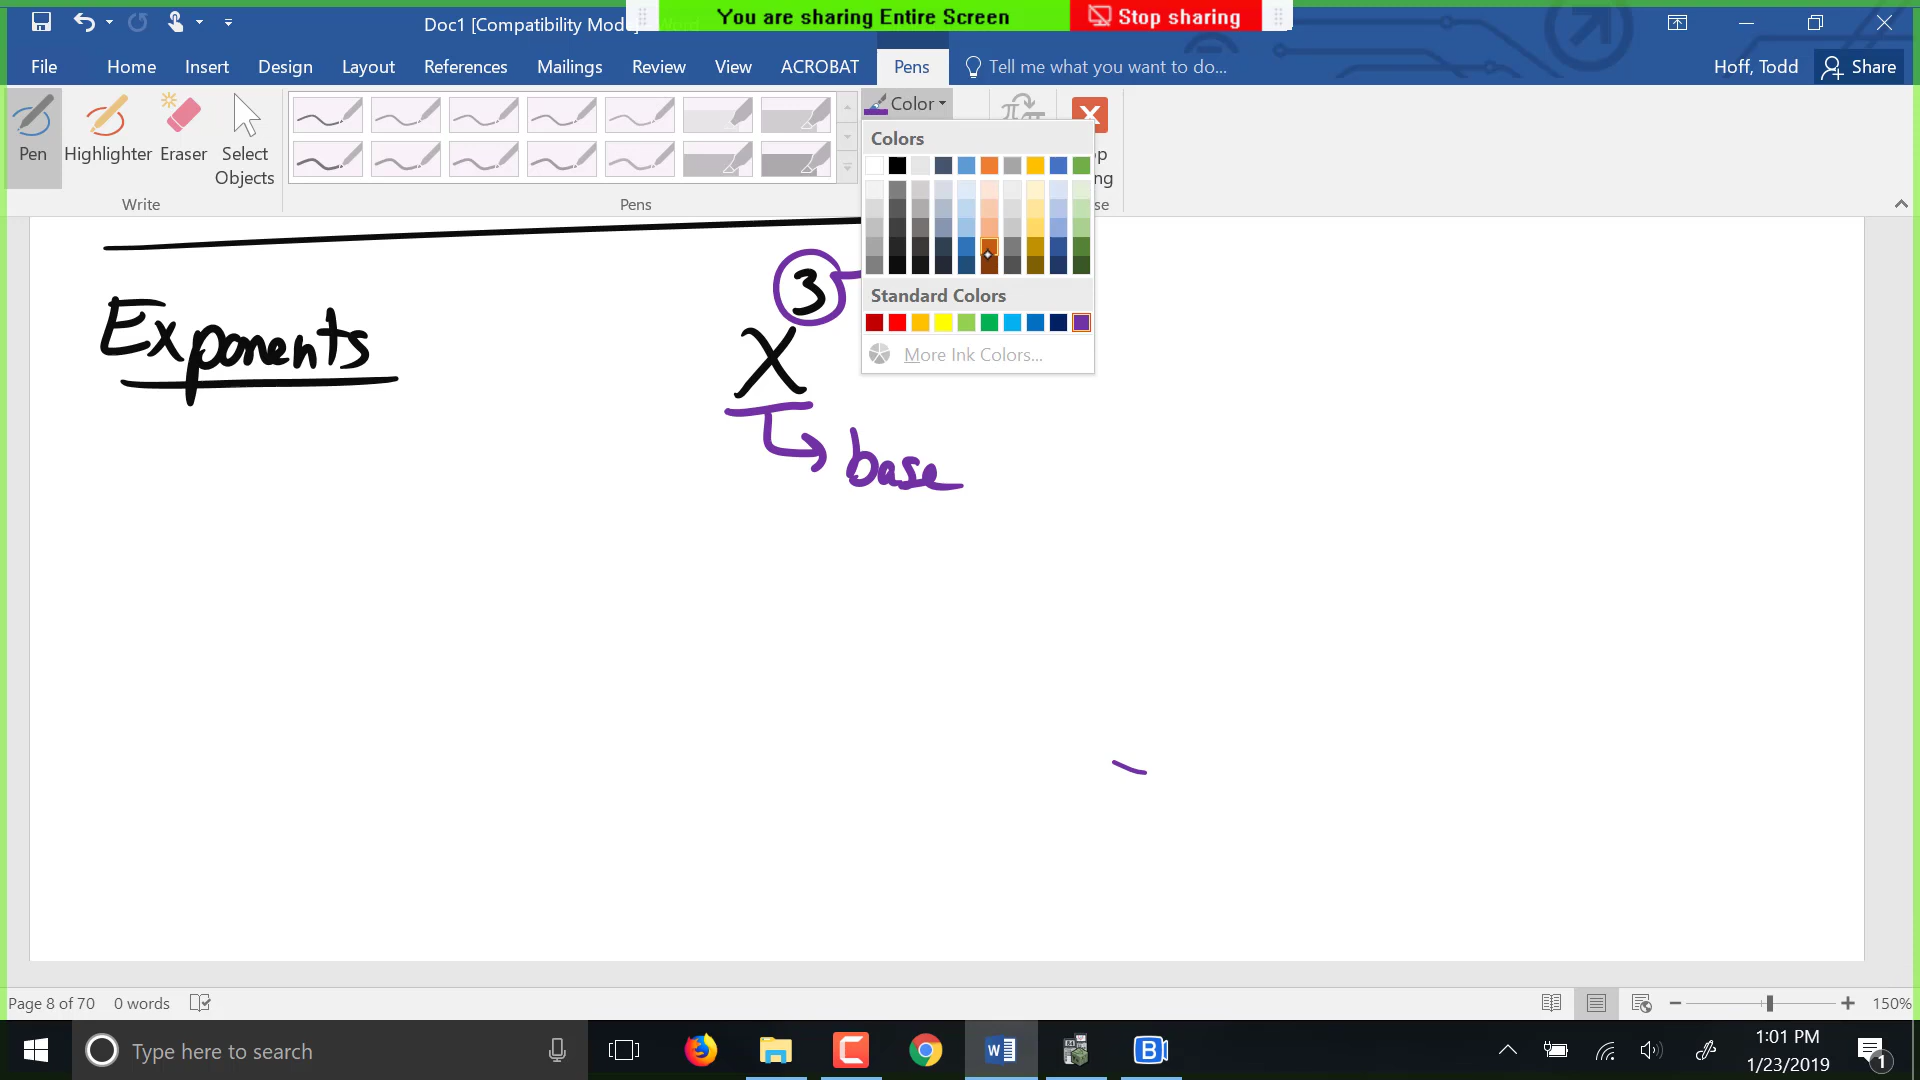 Doc1 [Compatibility Mod
You are sharing Entire Screen
Stop sharing
File Home Insert Design Layout References Mailings Review View ACROBAT Pens Tell me what you want to do... Hoff, Todd Share
Pen Highlighter Eraser Select Objects
Color
Write
Pens
Colors
Standard Colors
More Ink Colors...
Exponents
x 3
base
Page 8 of 70 0 words
150%
Type here to search
1:01 PM
1/23/2019
1